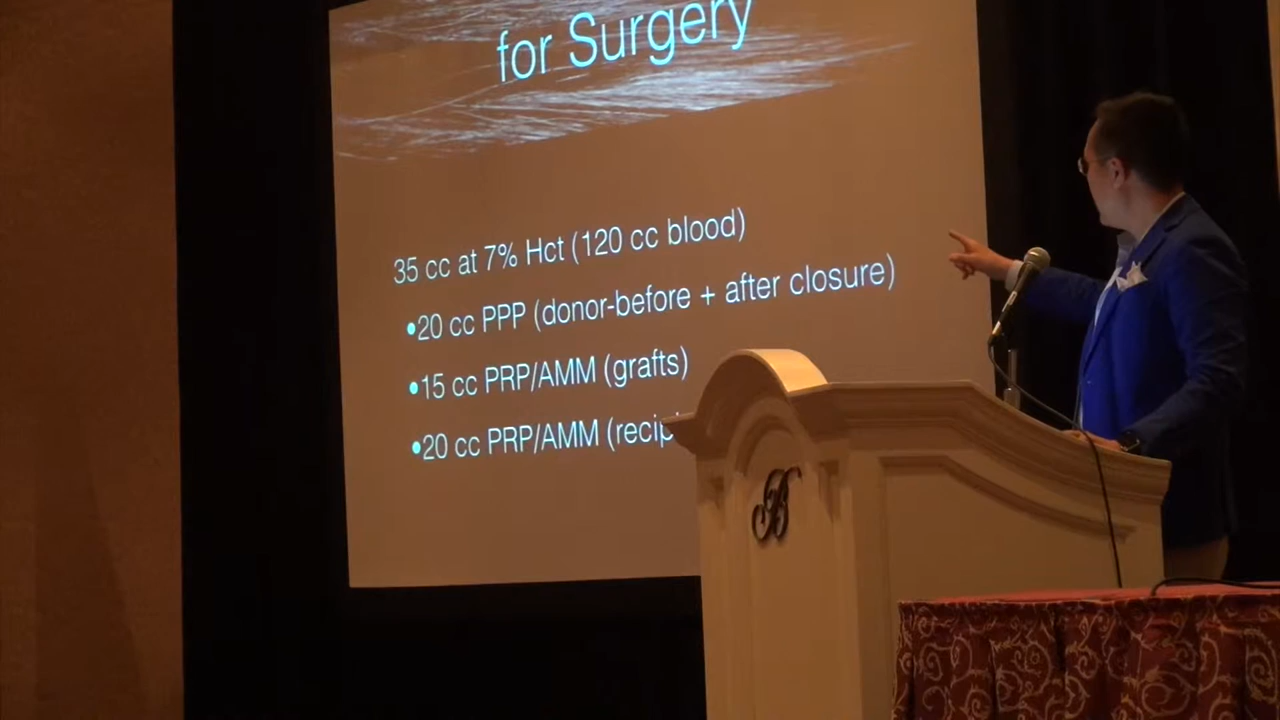 for Surgery
35 cc at 7% Hct (120 cc blood)
•20 cc PPP (donor-before + after closure)
•15 cc PRP/AMM (grafts)
•20 cc PRP/AMM
B